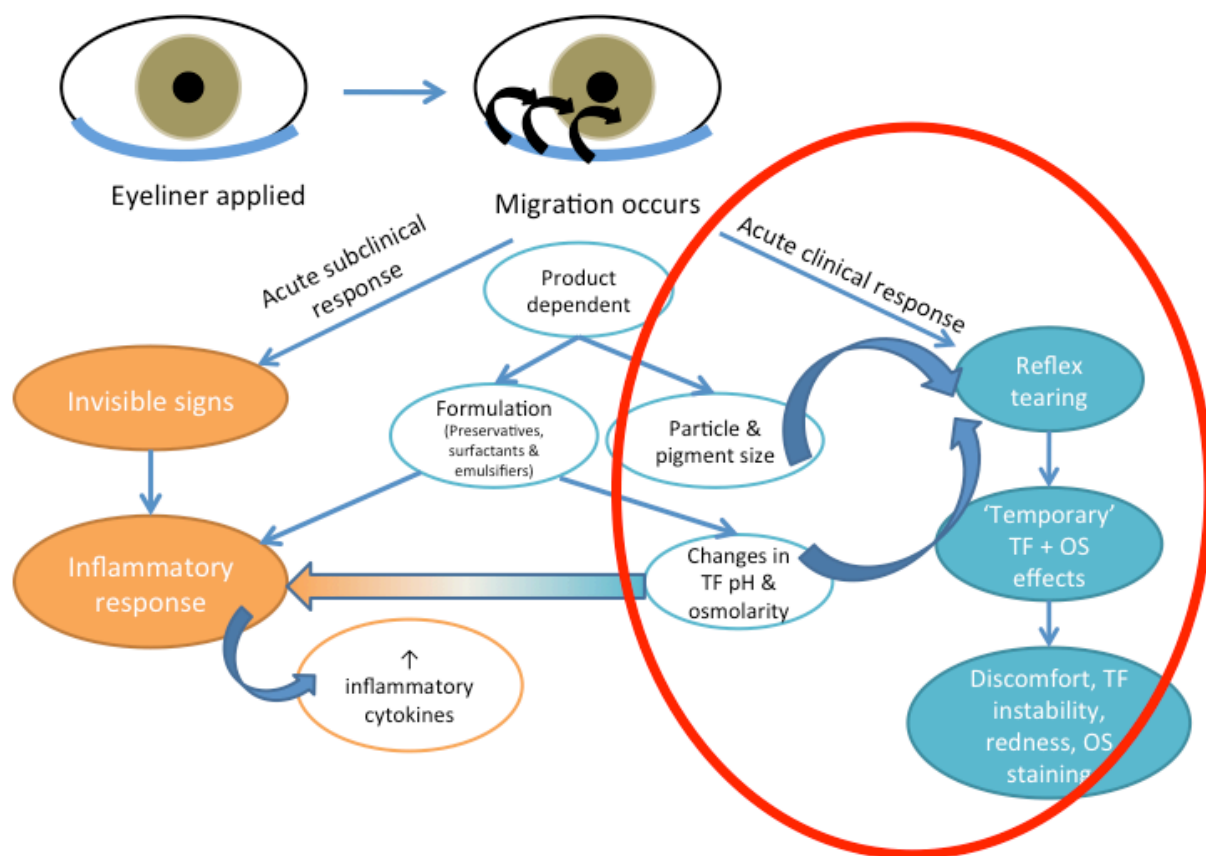 Eyeliner applied
Migration occurs
Acute subclinical
response
Acute clinical response
Product
dependent
Invisible signs
Formulation
(Preservatives,
surfactants &
emulsifiers)
Particle &
pigment size
Reflex
tearing
Inflammatory
response
Changes in
TF pH &
osmolarity
‘Temporary’
TF + OS
effects
↑
inflammatory
cytokines
Discomfort, TF
instability,
redness, OS
staining